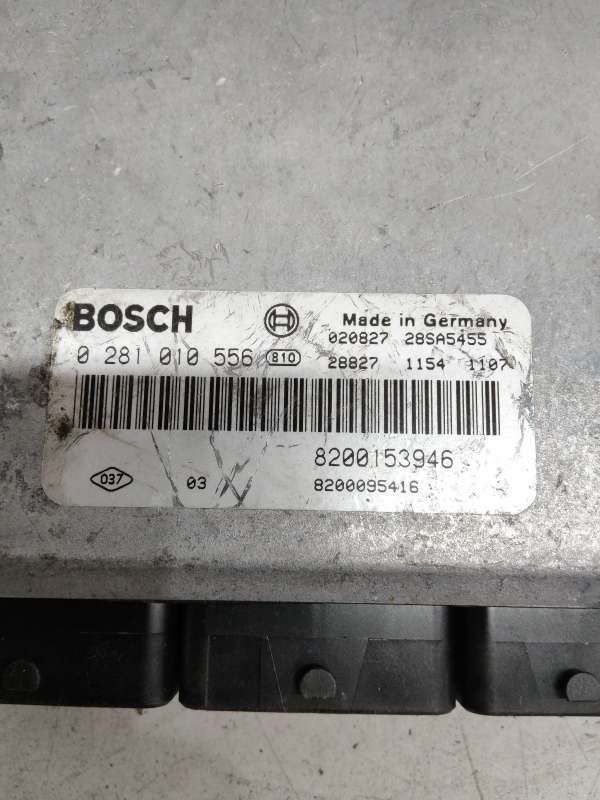 BOSCH
Made in Germany
020827 28SA5455
0 281 010 556 810
28827 1154 1107
8200153946
037 03
8200095416